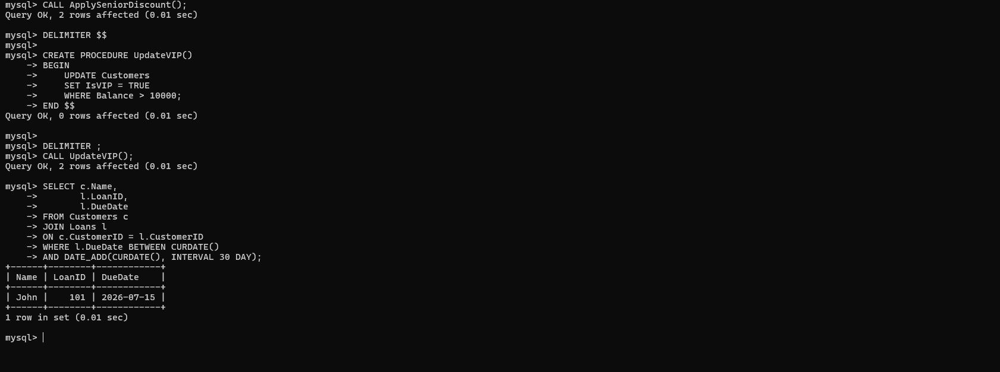 mysql> CALL ApplySeniorDiscount();
Query OK, 2 rows affected (0.01 sec)

mysql> DELIMITER $$
mysql>
mysql> CREATE PROCEDURE UpdateVIP()
    -> BEGIN
    ->     UPDATE Customers
    ->     SET IsVIP = TRUE
    ->     WHERE Balance > 10000;
    -> END $$
Query OK, 0 rows affected (0.01 sec)

mysql>
mysql> DELIMITER ;
mysql> CALL UpdateVIP();
Query OK, 2 rows affected (0.01 sec)

mysql> SELECT c.Name,
    ->        l.LoanID,
    ->        l.DueDate
    -> FROM Customers c
    -> JOIN Loans l
    -> ON c.CustomerID = l.CustomerID
    -> WHERE l.DueDate BETWEEN CURDATE()
    -> AND DATE_ADD(CURDATE(), INTERVAL 30 DAY);
+------+--------+------------+
| Name | LoanID | DueDate    |
+------+--------+------------+
| John |    101 | 2026-07-15 |
+------+--------+------------+
1 row in set (0.01 sec)

mysql>